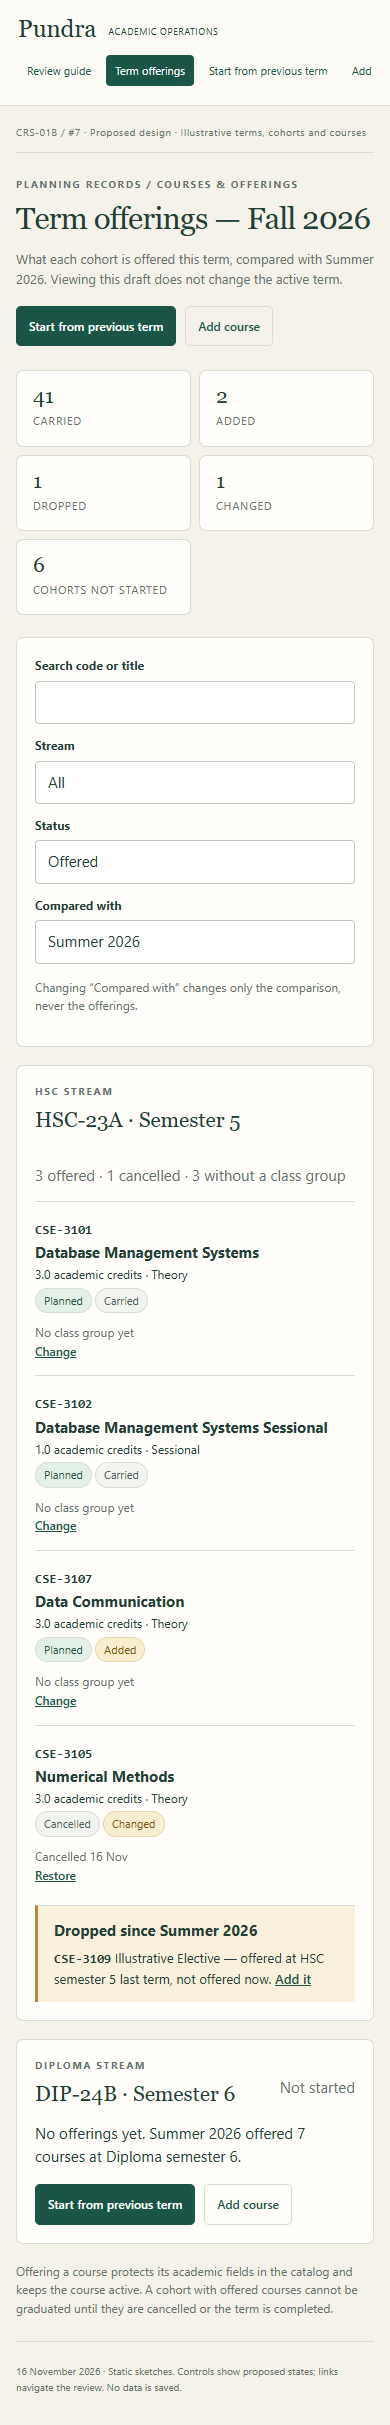 Pundra ACADEMIC OPERATIONS
Review guide Term offerings Start from previous term Add
CRS-01B / #7 · Proposed design · Illustrative terms, cohorts and courses
PLANNING RECORDS / COURSES & OFFERINGS
Term offerings — Fall 2026
What each cohort is offered this term, compared with Summer
2026. Viewing this draft does not change the active term.
Start from previous term Add course
41 2
CARRIED ADDED
1 1
DROPPED CHANGED
6
COHORTS NOT STARTED
Search code or title
Stream
All
Status
Offered
Compared with
Summer 2026
Changing “Compared with” changes only the comparison,
never the offerings.
HSC STREAM
HSC-23A · Semester 5
3 offered · 1 cancelled · 3 without a class group
CSE-3101
Database Management Systems
3.0 academic credits · Theory
Planned Carried
No class group yet
Change
CSE-3102
Database Management Systems Sessional
1.0 academic credits · Sessional
Planned Carried
No class group yet
Change
CSE-3107
Data Communication
3.0 academic credits · Theory
Planned Added
No class group yet
Change
CSE-3105
Numerical Methods
3.0 academic credits · Theory
Cancelled Changed
Cancelled 16 Nov
Restore
Dropped since Summer 2026
CSE-3109 Illustrative Elective — offered at HSC
semester 5 last term, not offered now. Add it
DIPLOMA STREAM
DIP-24B · Semester 6 Not started
No offerings yet. Summer 2026 offered 7
courses at Diploma semester 6.
Start from previous term Add course
Offering a course protects its academic fields in the catalog and
keeps the course active. A cohort with offered courses cannot be
graduated until they are cancelled or the term is completed.
16 November 2026 · Static sketches. Controls show proposed states; links
navigate the review. No data is saved.